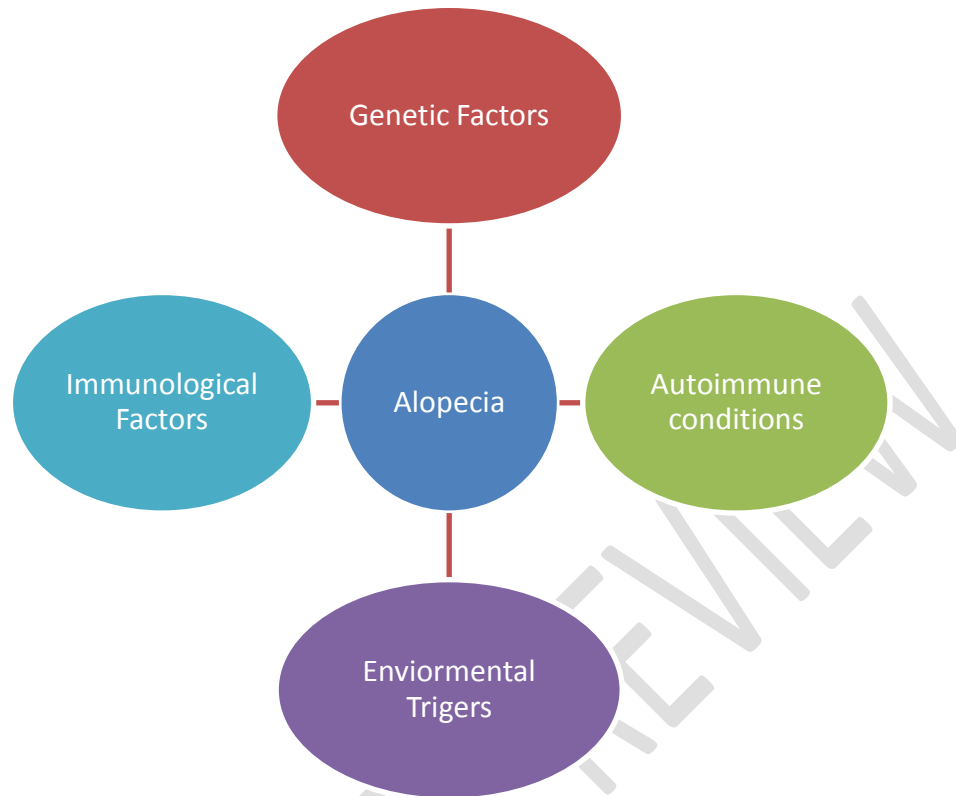 Genetic Factors
Immunological
Factors
Alopecia
Autoimmune
conditions
Enviormental
Trigers
REVIEW